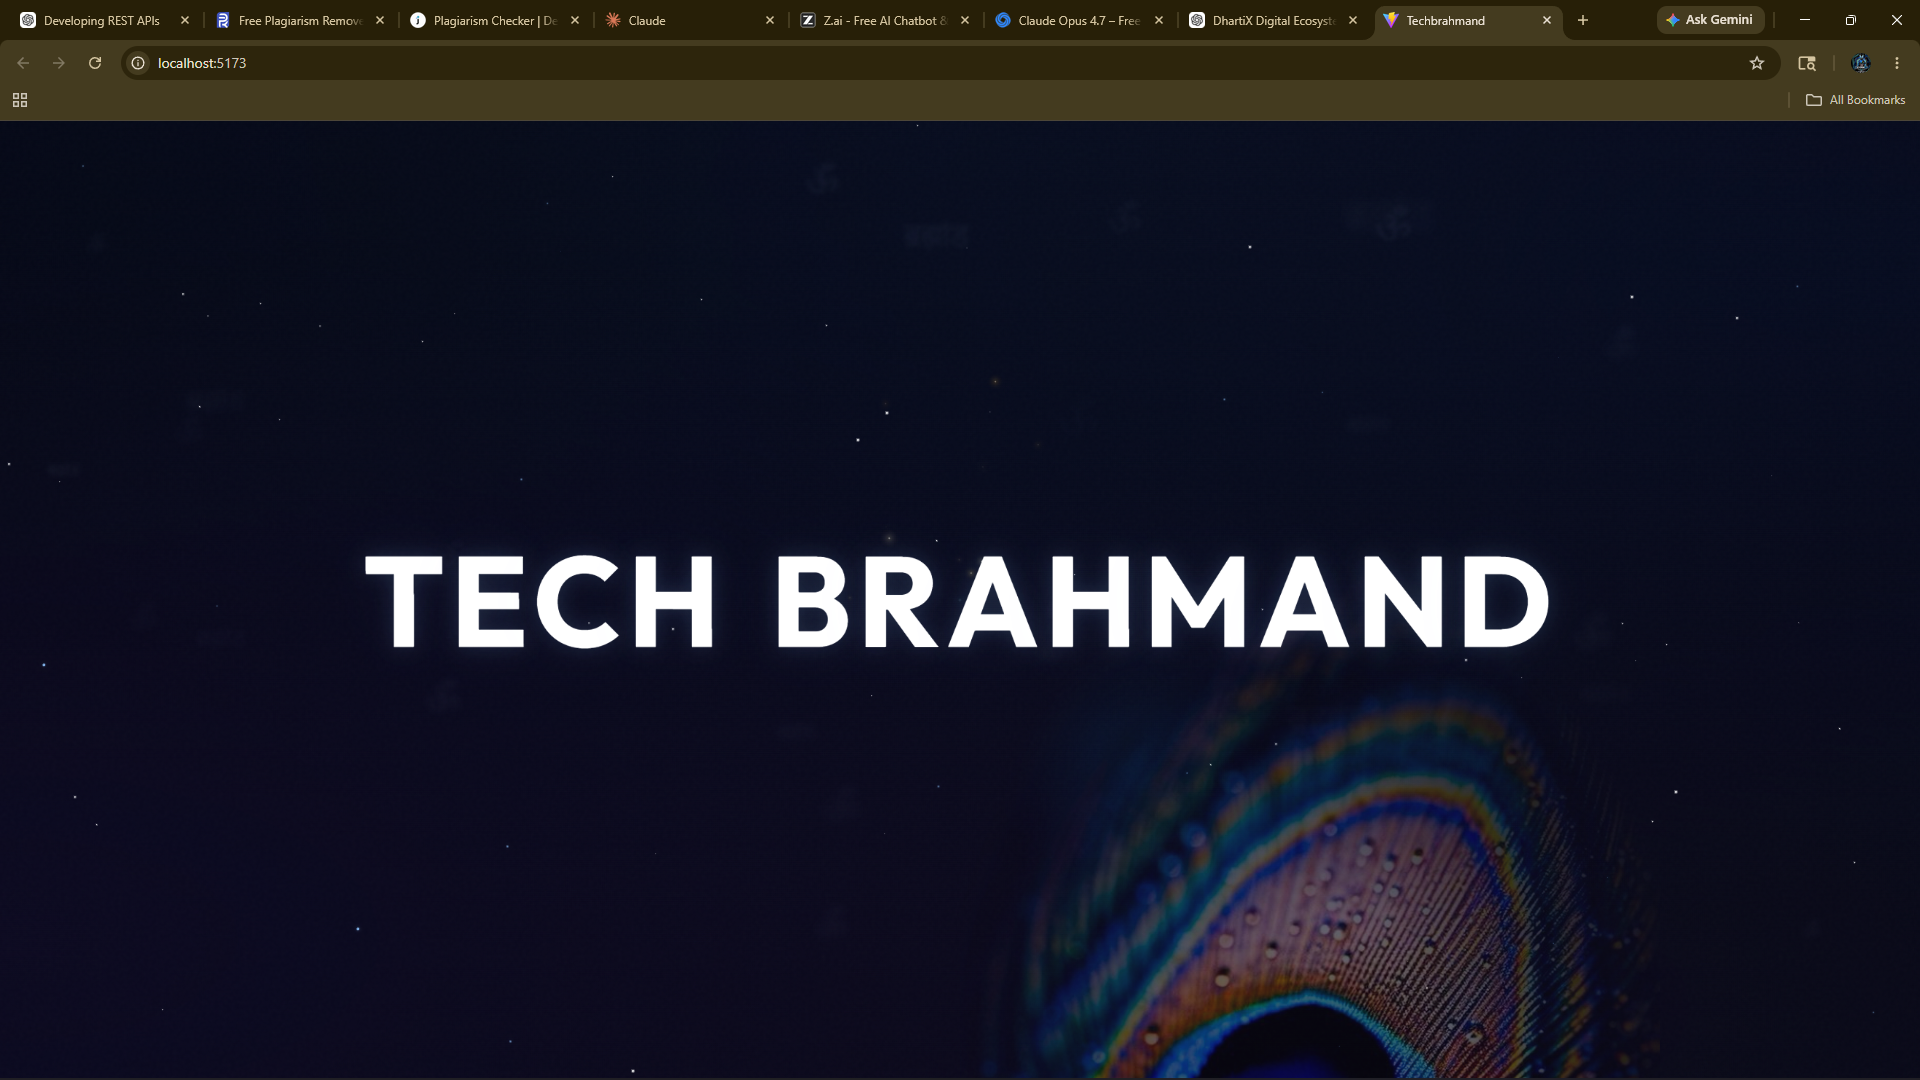 Developing REST APIs
Free Plagiarism Remove
Plagiarism Checker | De
Claude
Z.ai - Free AI Chatbot &
Claude Opus 4.7 – Free
DhartiX Digital Ecosyste
Techbrahmand
Ask Gemini
localhost:5173
All Bookmarks
ॐ
ॐ
ॐ
TECH BRAHMAND